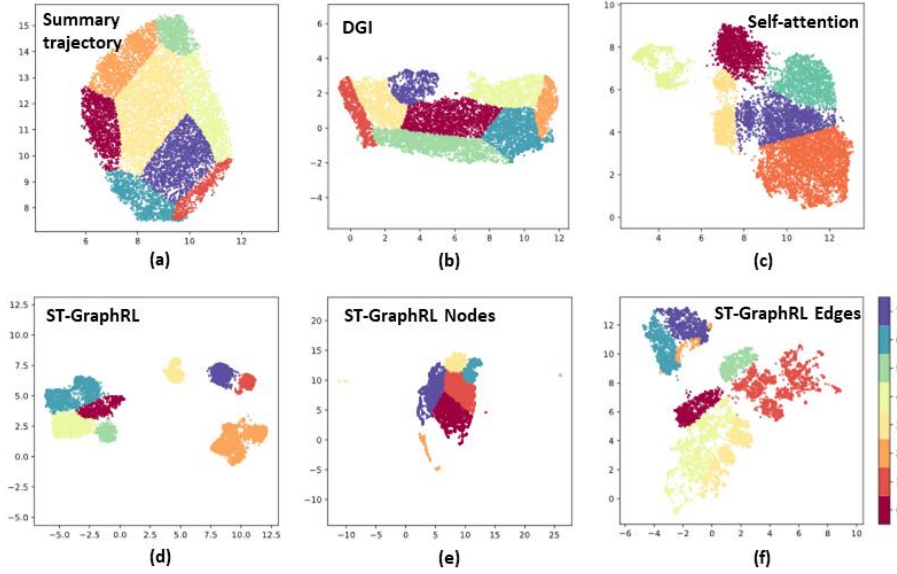 Summary
trajectory
15
14
13
12
11
10
9
8
6 8 10 12
(a)
DGI
4
2
0
−2
−4
0 2 4 6 8 10 12
(b)
Self-attention
10
8
6
4
2
0
4 6 8 10 12
(c)
ST-GraphRL
12.5
10.0
7.5
5.0
2.5
0.0
−2.5
−5.0
−5.0 −2.5 0.0 2.5 5.0 7.5 10.0 12.5
(d)
ST-GraphRL Nodes
20
15
10
5
0
−5
−10
−10 −5 0 5 10 15 20 25
(e)
ST-GraphRL Edges
12
10
8
6
4
2
0
−6 −4 −2 0 2 4 6 8 10
(f)